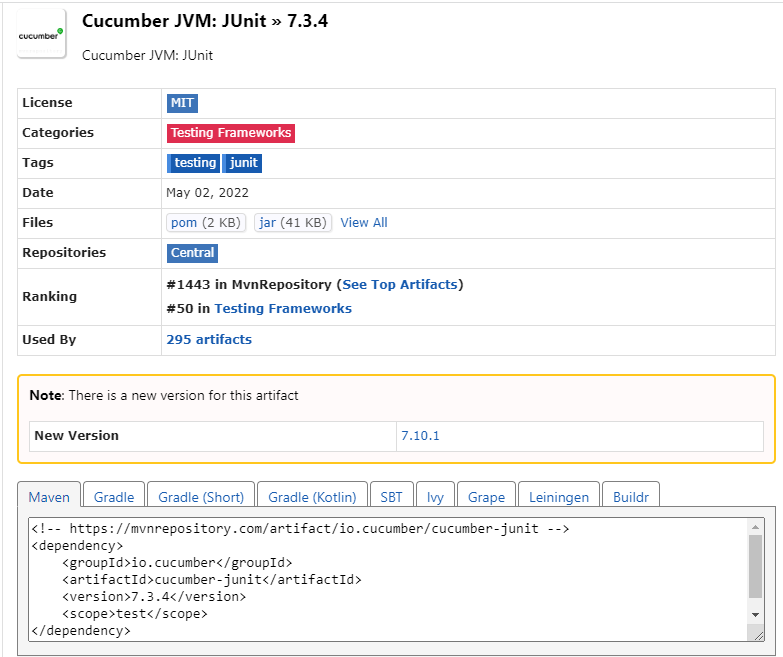 cucumber
Cucumber JVM: JUnit » 7.3.4
Cucumber JVM: JUnit
License MIT
Categories Testing Frameworks
Tags testing junit
Date May 02, 2022
Files pom (2 KB) jar (41 KB) View All
Repositories Central
Ranking #1443 in MvnRepository (See Top Artifacts)
#50 in Testing Frameworks
Used By 295 artifacts
Note: There is a new version for this artifact
New Version 7.10.1
Maven Gradle Gradle (Short) Gradle (Kotlin) SBT Ivy Grape Leiningen Buildr
<!-- https://mvnrepository.com/artifact/io.cucumber/cucumber-junit -->
<dependency>
    <groupId>io.cucumber</groupId>
    <artifactId>cucumber-junit</artifactId>
    <version>7.3.4</version>
    <scope>test</scope>
</dependency>